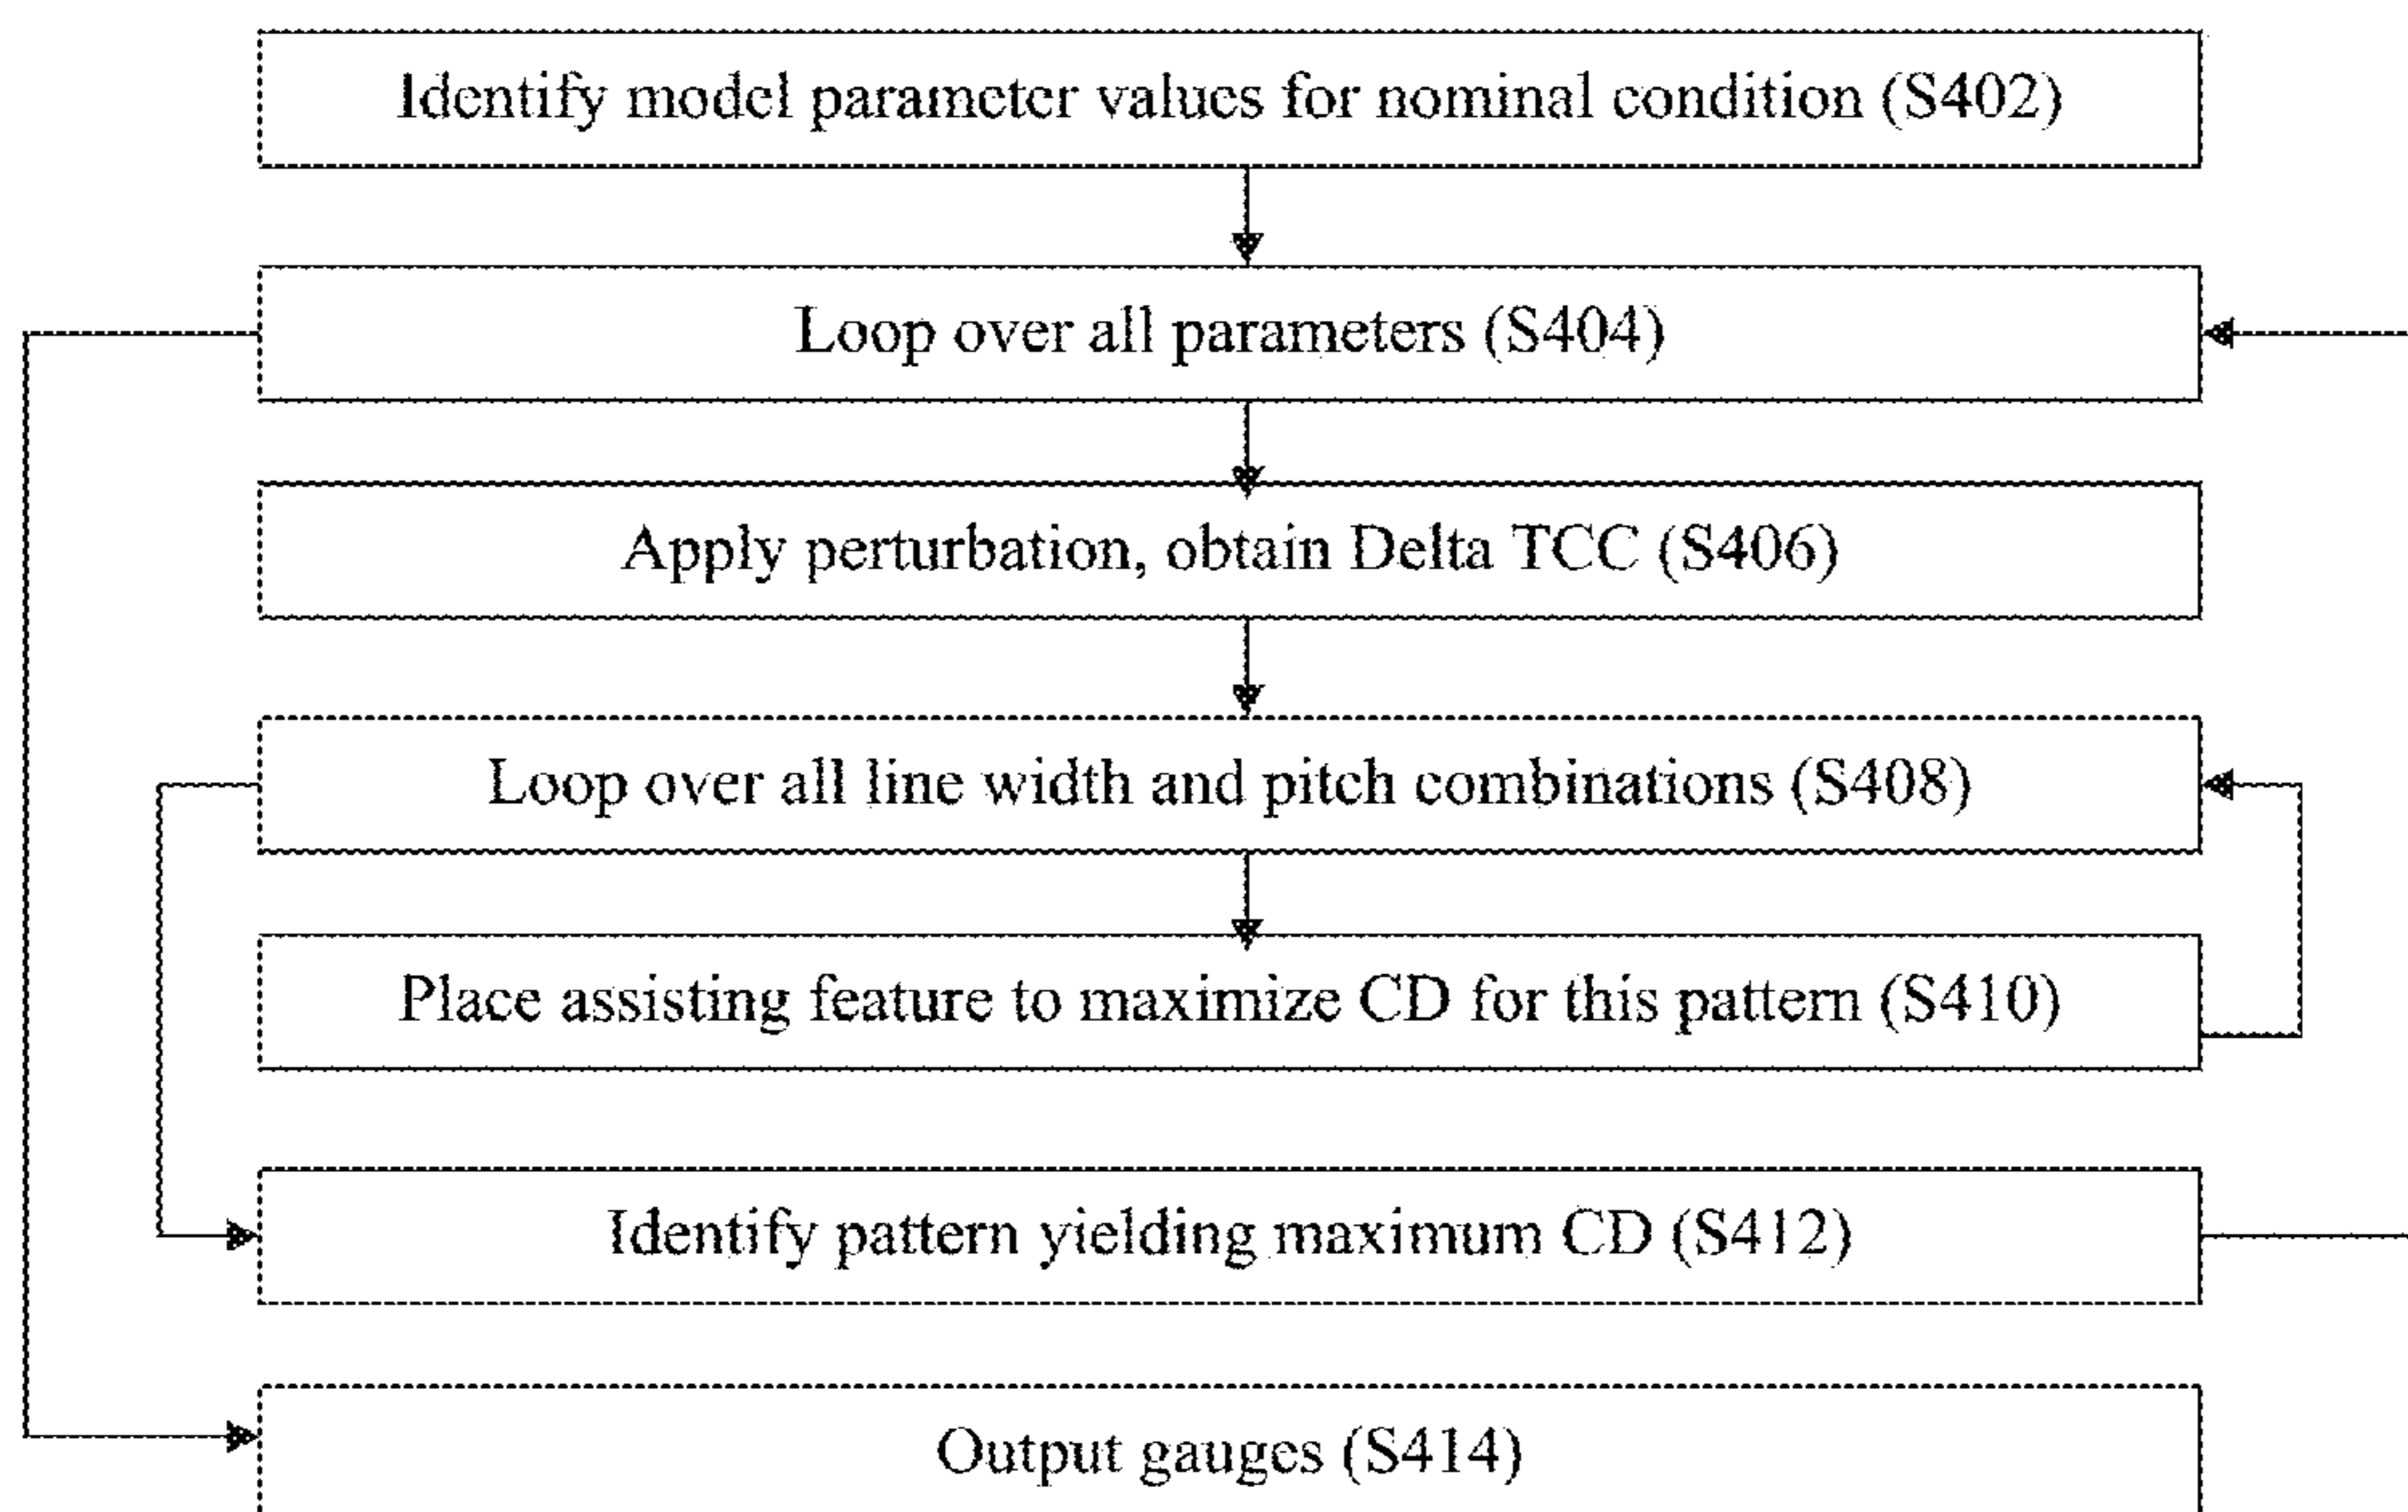 Identify model parameter values for nominal condition (S402)
Loop over all parameters (S404)
Apply perturbation, obtain Delta TCC (S406)
Loop over all line width and pitch combinations (S408)
Place assisting feature to maximize CD for this pattern (S410)
Identify pattern yielding maximum CD (S412)
Output gauges (S414)